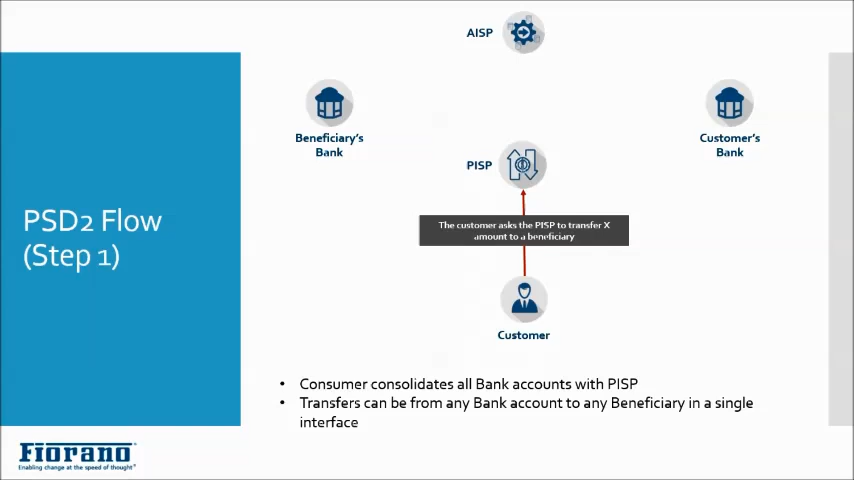 AISP
Beneficiary's
Bank
Customer's
Bank
PISP
PSD2 Flow
(Step 1)
The customer asks the PISP to transfer X
amount to a beneficiary
Customer
• Consumer consolidates all Bank accounts with PISP
• Transfers can be from any Bank account to any Beneficiary in a single
interface
Fiorano
Enabling change at the speed of thought